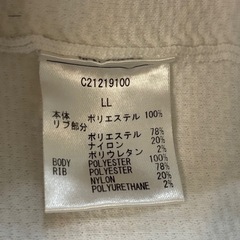 C21219100
LL
本体 ポリエステル 100%
リブ部分
ポリエステル 78%
ナイロン 20%
ポリウレタン 2%
BODY POLYESTER 100%
RIB POLYESTER 78%
NYLON 20%
POLYURETHANE 2%